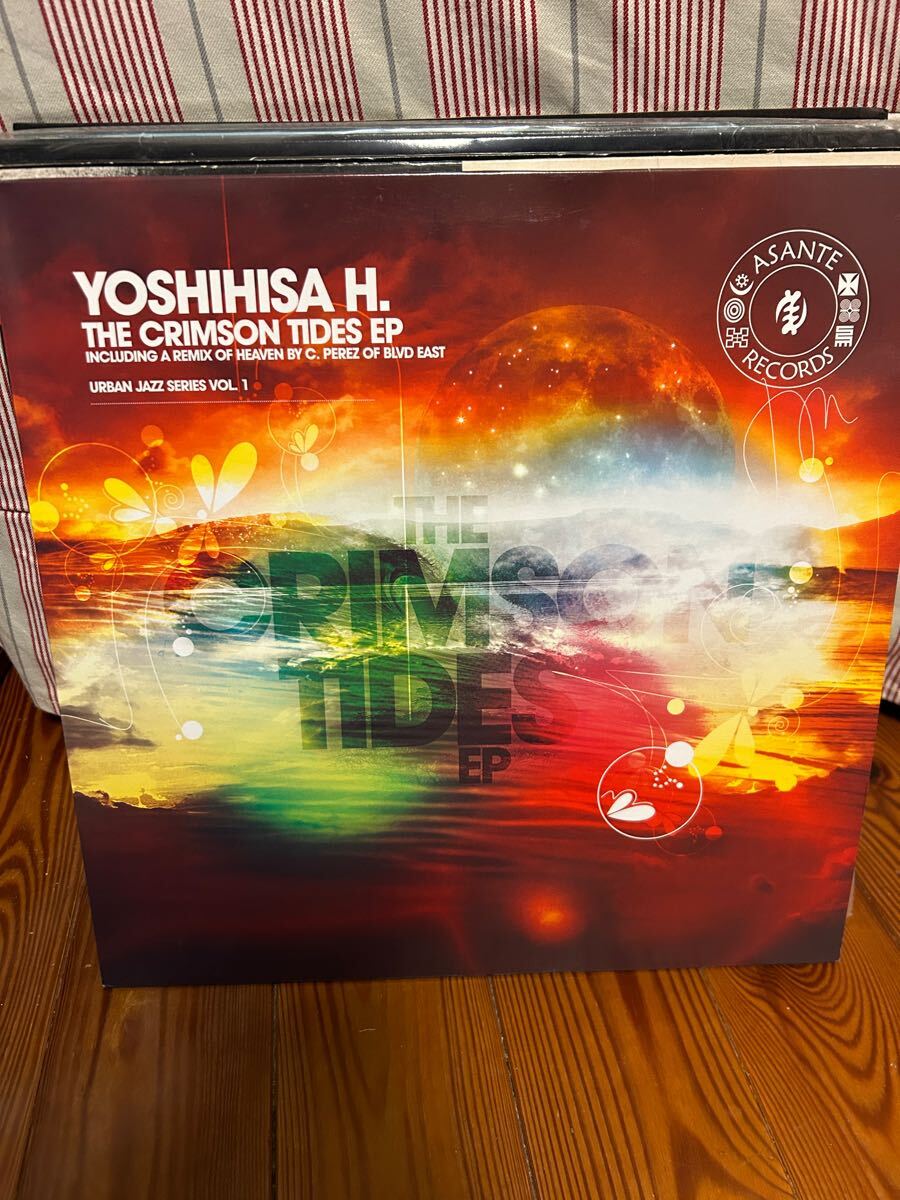 YOSHIHISA H.
THE CRIMSON TIDES EP
INCLUDING A REMIX OF HEAVEN BY C. PEREZ OF BLVD EAST
URBAN JAZZ SERIES VOL. 1
ASANTE
RECORDS
THE
CRIMSON
TIDES
EP